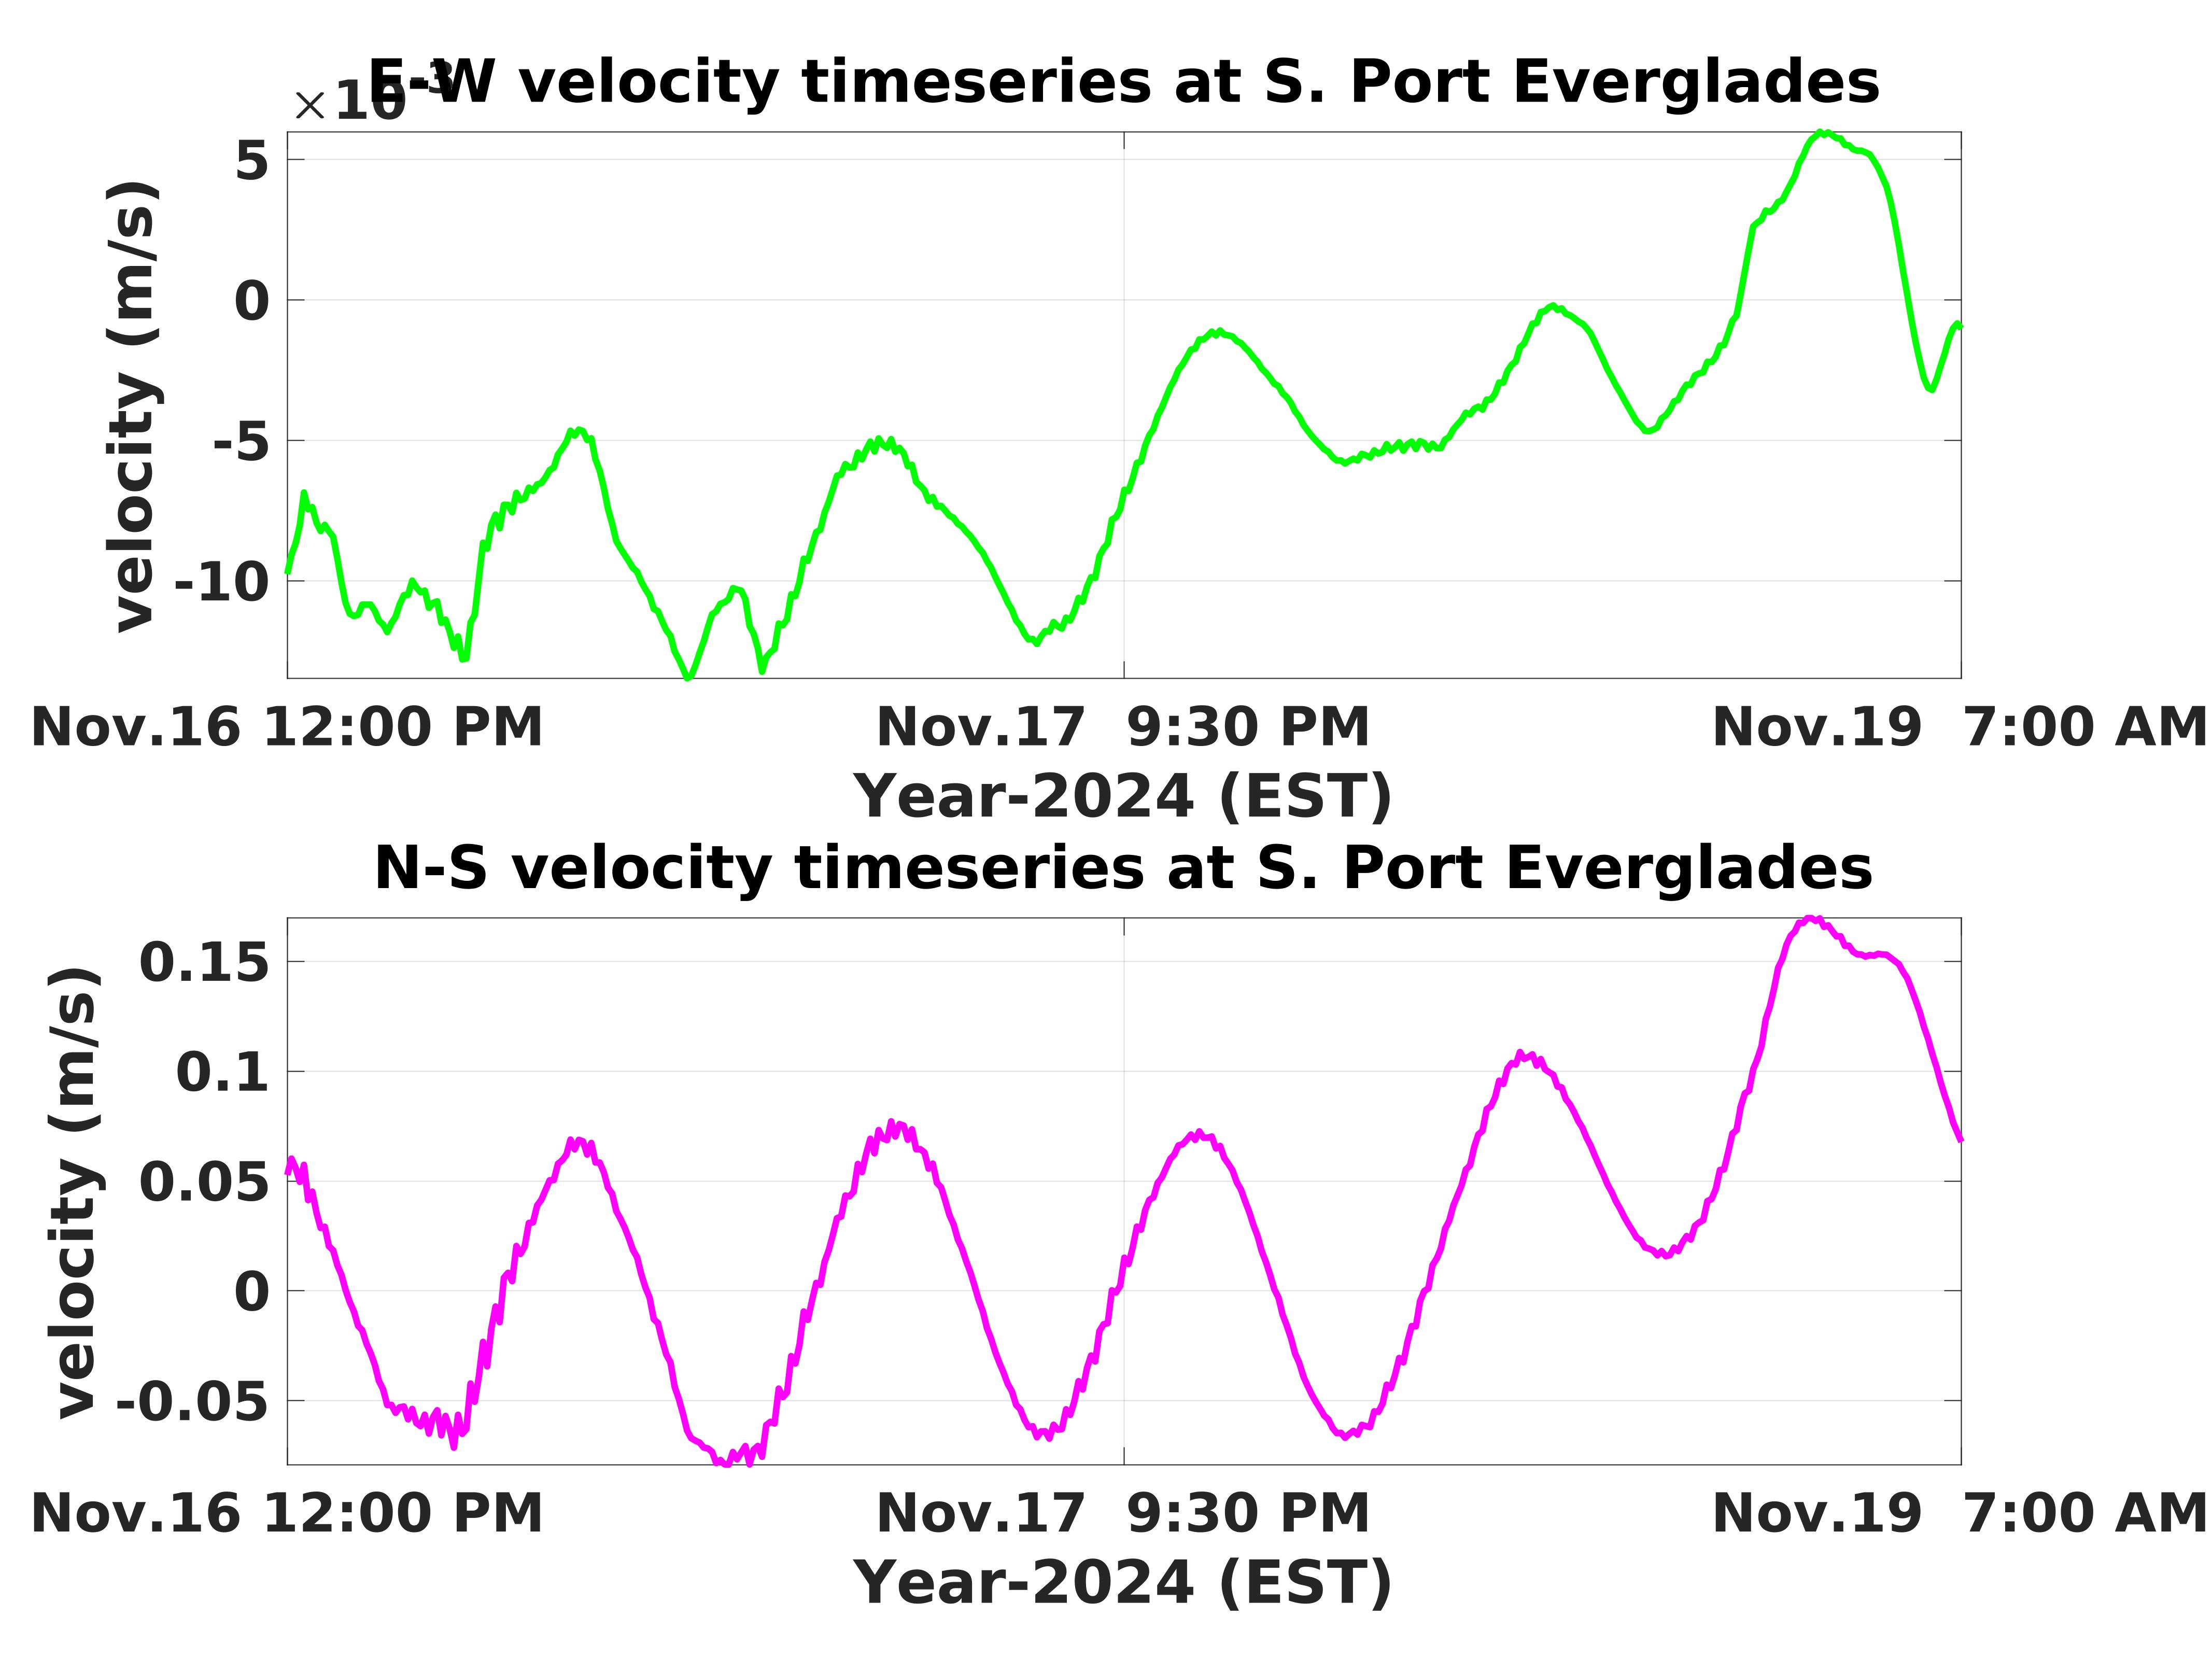 E-W velocity timeseries at S. Port Everglades
×10-3
5
0
-5
-10
velocity (m/s)
Nov.16 12:00 PM Nov.17 9:30 PM Nov.19 7:00 AM
Year-2024 (EST)
N-S velocity timeseries at S. Port Everglades
0.15
0.1
0.05
0
-0.05
velocity (m/s)
Nov.16 12:00 PM Nov.17 9:30 PM Nov.19 7:00 AM
Year-2024 (EST)